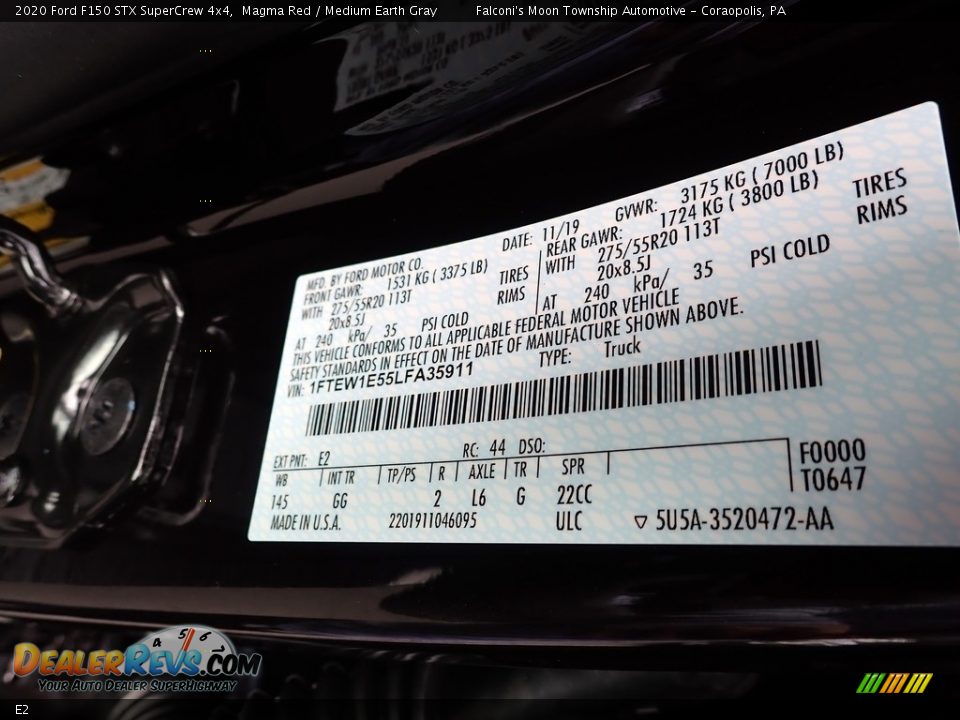 2020 Ford F150 STX SuperCrew 4x4, Magma Red / Medium Earth Gray Falconi's Moon Township Automotive - Coraopolis, PA
MFD. BY FORD MOTOR CO. DATE: 11/19 GVWR: 3175 KG ( 7000 LB)
FRONT GAWR: 1531 KG ( 3375 LB) REAR GAWR: 1724 KG ( 3800 LB)
WITH 275/55R20 113T TIRES WITH 275/55R20 113T TIRES
20x8.5J RIMS 20x8.5J RIMS
AT 240 kPa/ 35 PSI COLD AT 240 kPa/ 35 PSI COLD
THIS VEHICLE CONFORMS TO ALL APPLICABLE FEDERAL MOTOR VEHICLE
SAFETY STANDARDS IN EFFECT ON THE DATE OF MANUFACTURE SHOWN ABOVE.
VIN: 1FTEW1E55LFA35911 TYPE: Truck
EXT PNT: E2 RC: 44 DSO:
WB INT TR TP/PS R AXLE TR SPR F0000
145 GG 2 L6 G 22CC T0647
MADE IN U.S.A. 2201911046095 ULC ▽ 5U5A-3520472-AA
4 5 6
DEALERREVS.COM
YOUR AUTO DEALER SUPERHIGHWAY
E2